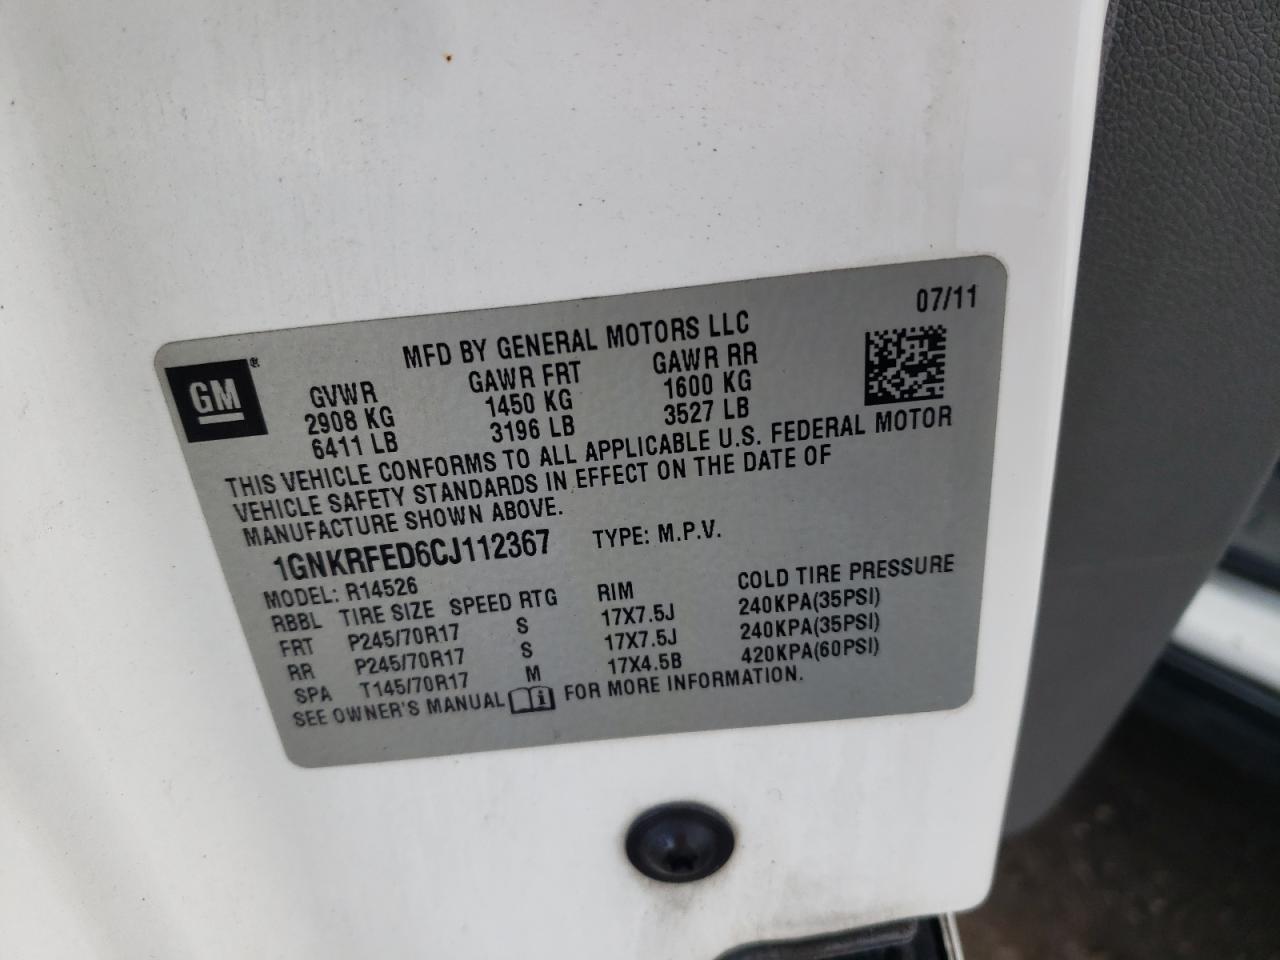 07/11
MFD BY GENERAL MOTORS LLC
GM®
GVWR GAWR FRT GAWR RR
2908 KG 1450 KG 1600 KG
6411 LB 3196 LB 3527 LB
THIS VEHICLE CONFORMS TO ALL APPLICABLE U.S. FEDERAL MOTOR
VEHICLE SAFETY STANDARDS IN EFFECT ON THE DATE OF
MANUFACTURE SHOWN ABOVE.
1GNKRFED6CJ112367 TYPE: M.P.V.
MODEL: R14526
RBBL TIRE SIZE SPEED RTG RIM COLD TIRE PRESSURE
FRT P245/70R17 S 17X7.5J 240KPA(35PSI)
RR P245/70R17 S 17X7.5J 240KPA(35PSI)
SPA T145/70R17 M 17X4.5B 420KPA(60PSI)
SEE OWNER'S MANUAL i FOR MORE INFORMATION.